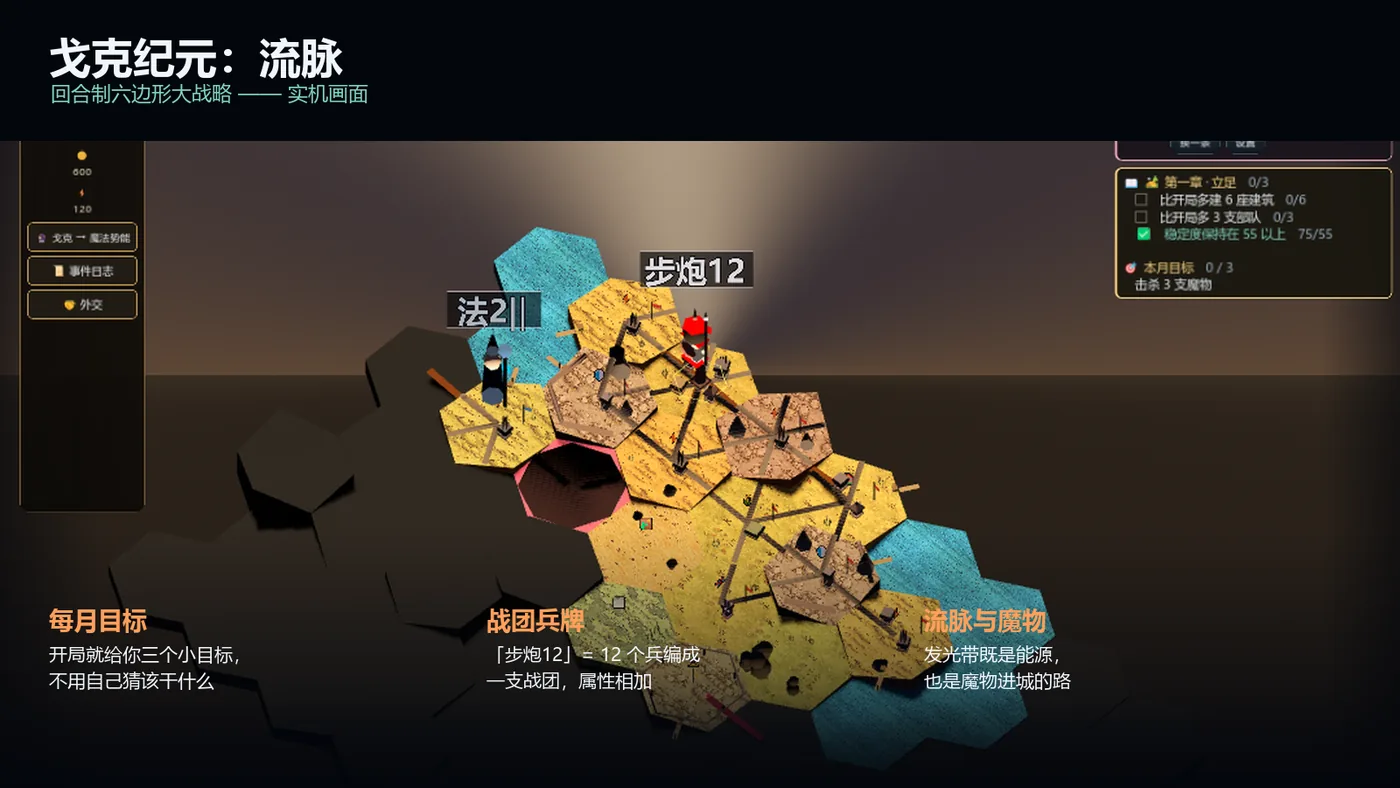 戈克纪元：流脉
回合制六边形大战略 —— 实机画面
600
120
戈克 → 魔法势能
事件日志
外交
换一条
设置
第一章 · 立足 0/3
比开局多建 6 座建筑 0/6
比开局多 3 支部队 0/3
稳定度保持在 55 以上 75/55
本月目标 0 / 3
击杀 3 支魔物
步炮12
法2||
每月目标
开局就给你三个小目标，
不用自己猜该干什么
战团兵牌
「步炮12」= 12 个兵编成
一支战团，属性相加
流脉与魔物
发光带既是能源，
也是魔物进城的路